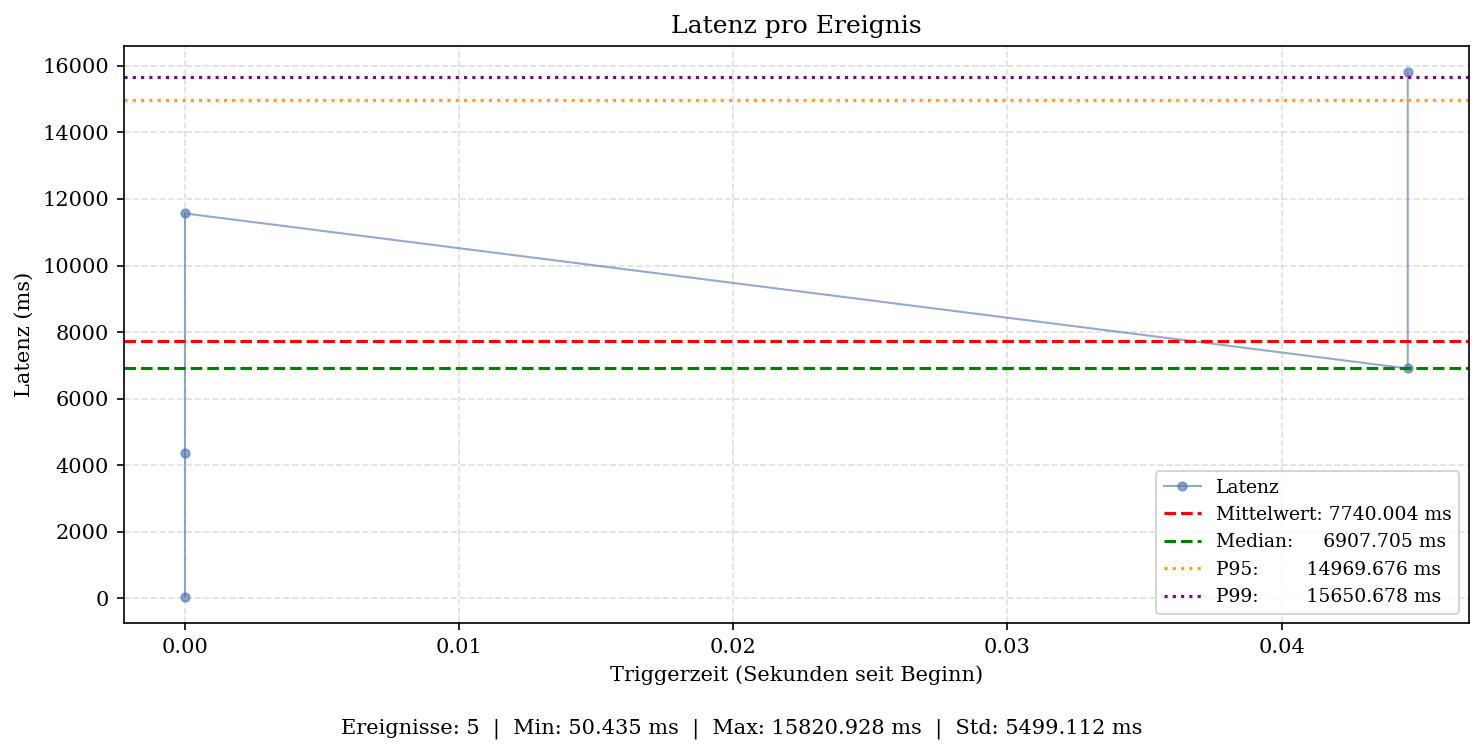 Latenz pro Ereignis
Latenz (ms)
16000
14000
12000
10000
8000
6000
4000
2000
0
Latenz
Mittelwert: 7740.004 ms
Median: 6907.705 ms
P95: 14969.676 ms
P99: 15650.678 ms
0.00 0.01 0.02 0.03 0.04
Triggerzeit (Sekunden seit Beginn)
Ereignisse: 5 | Min: 50.435 ms | Max: 15820.928 ms | Std: 5499.112 ms